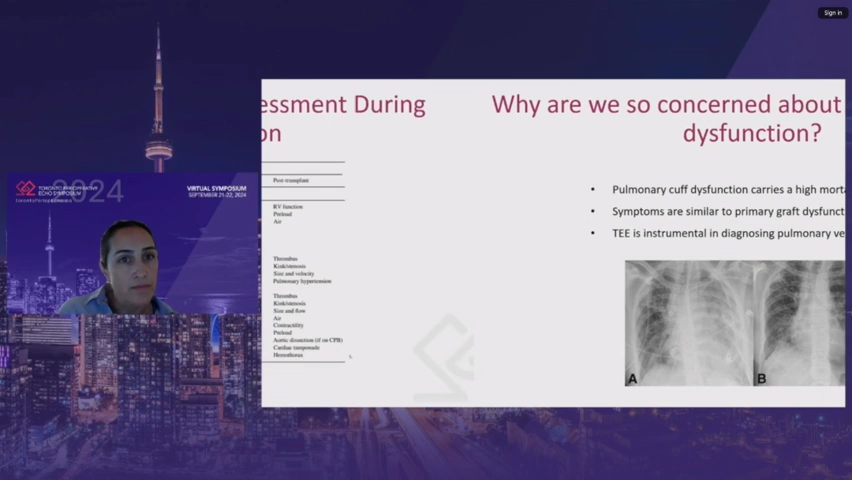 Sign in
essment During
on
Post-transplant
RV function
Preload
Air
Thrombus
Kink/stenosis
Size and velocity
Pulmonary hypertension
Thrombus
Kink/stenosis
Size and flow
Air
Contractility
Preload
Aortic dissection (if on CPB)
Cardiac tamponade
Hemothorax
Why are we so concerned about
dysfunction?
• Pulmonary cuff dysfunction carries a high morta
• Symptoms are similar to primary graft dysfunct
• TEE is instrumental in diagnosing pulmonary ve
A
B
TORONTO PERIOPERATIVE
ECHO SYMPOSIUM
2024
VIRTUAL SYMPOSIUM
SEPTEMBER 21-22, 2024